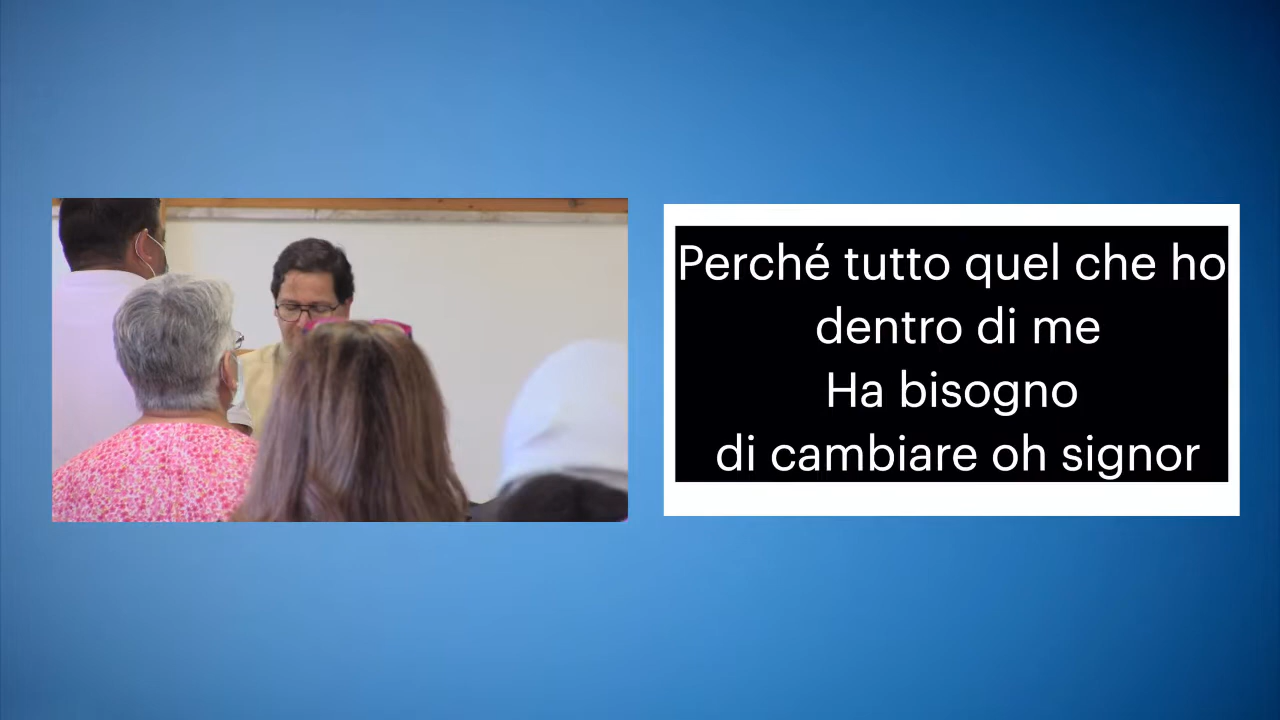 Perché tutto quel che ho
dentro di me
Ha bisogno
di cambiare oh signor